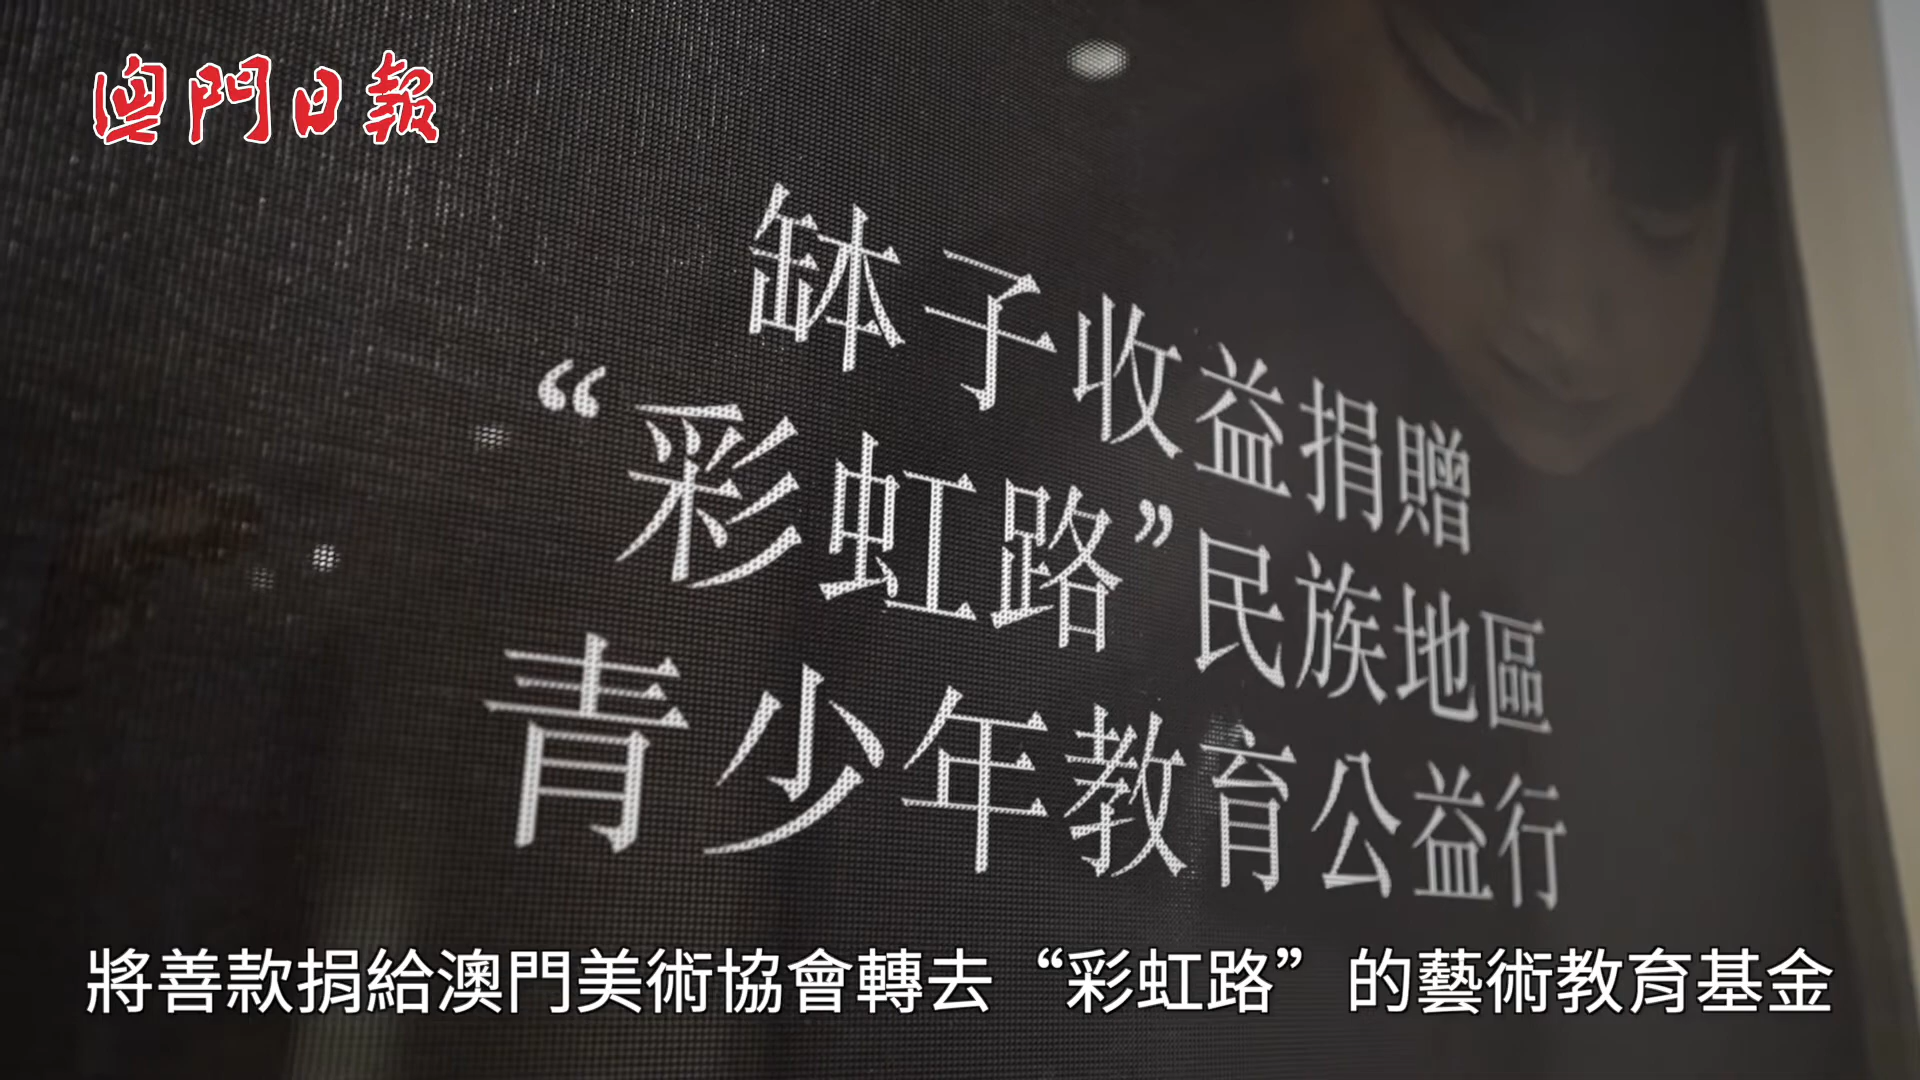 澳門日報
缽子收益捐贈
“彩虹路”民族地區
青少年教育公益行
將善款捐給澳門美術協會轉去“彩虹路”的藝術教育基金